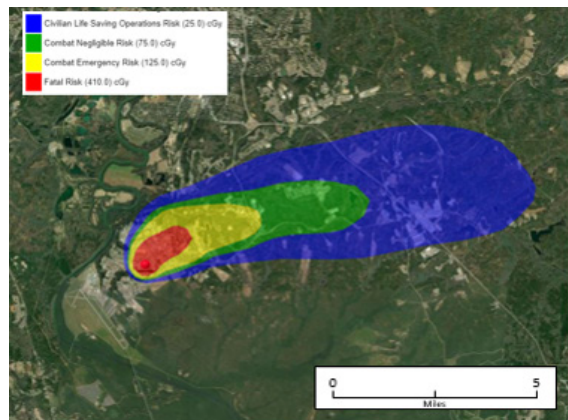 Civilian Life Saving Operations Risk (25.0) cGy
Combat Negligible Risk (75.0) cGy
Combat Emergency Risk (125.0) cGy
Fatal Risk (410.0) cGy
0 5
Miles